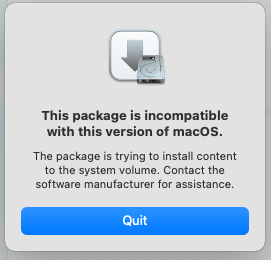 This package is incompatible
with this version of macOS.
The package is trying to install content
to the system volume. Contact the
software manufacturer for assistance.
Quit